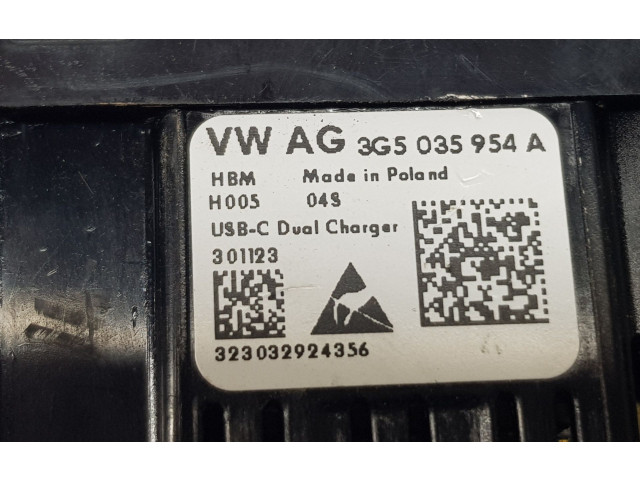 VW AG 3G5 035 954 A
HBM Made in Poland
H005 04S
USB-C Dual Charger
301123
323032924356